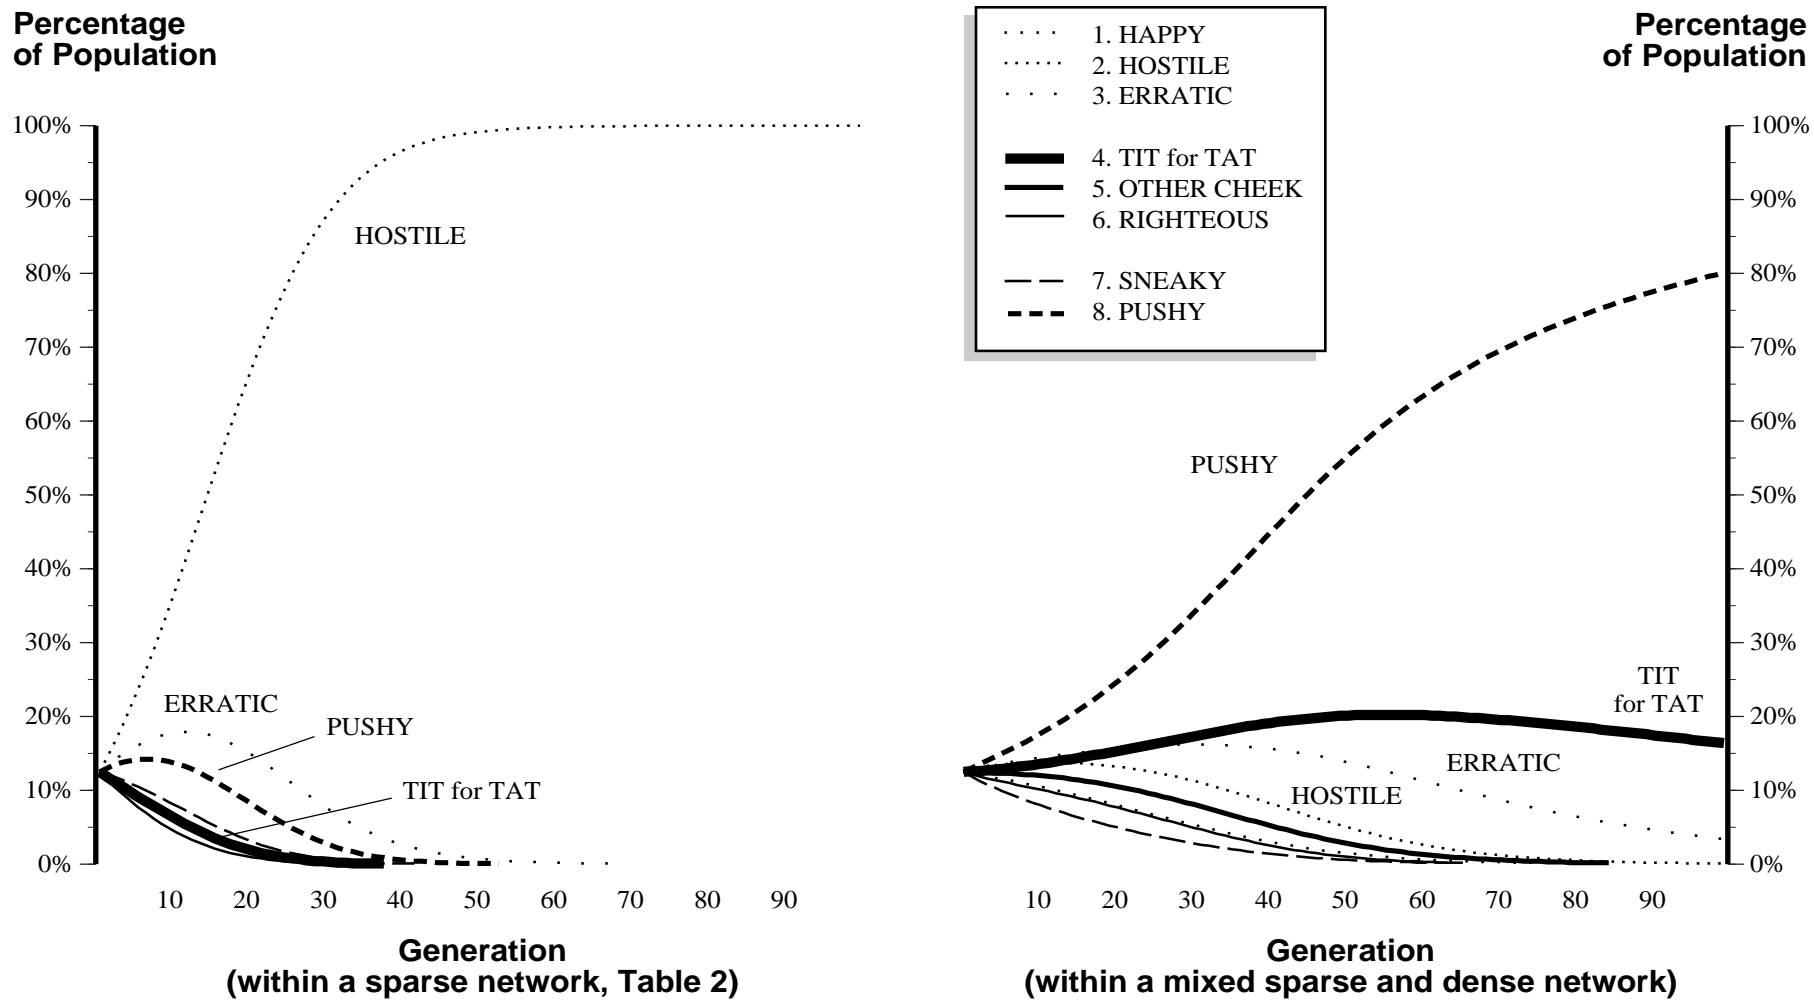 Percentage
of Population
100%
90%
80%
70%
60%
50%
40%
30%
20%
10%
0%
HOSTILE
ERRATIC
PUSHY
TIT for TAT
10 20 30 40 50 60 70 80 90
Generation
(within a sparse network, Table 2)
1. HAPPY
2. HOSTILE
3. ERRATIC
4. TIT for TAT
5. OTHER CHEEK
6. RIGHTEOUS
7. SNEAKY
8. PUSHY
Percentage
of Population
100%
90%
80%
70%
60%
50%
40%
30%
20%
10%
0%
PUSHY
TIT
for TAT
ERRATIC
HOSTILE
10 20 30 40 50 60 70 80 90
Generation
(within a mixed sparse and dense network)